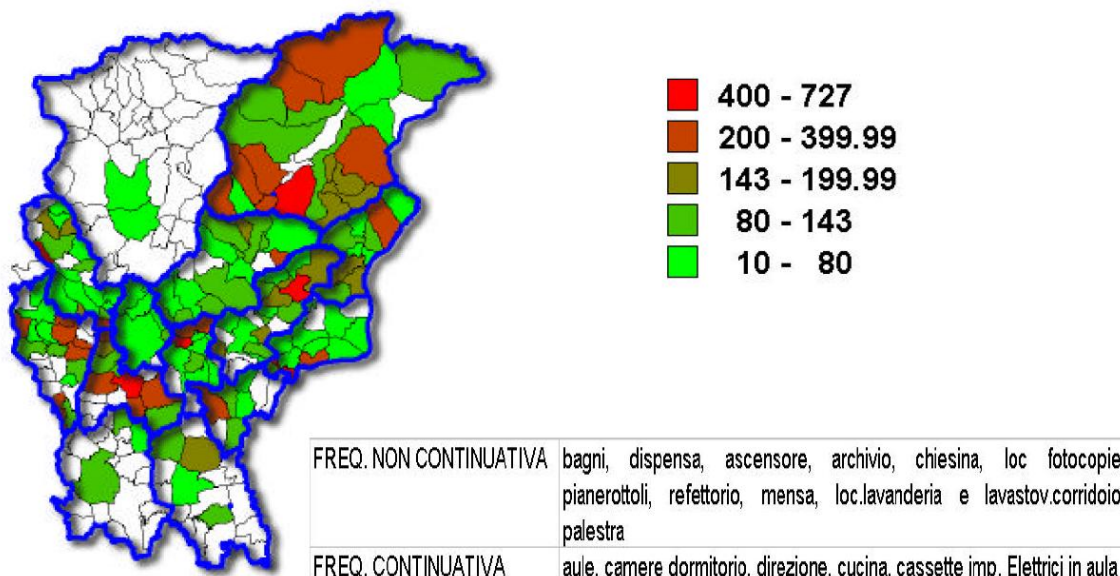 400 - 727
200 - 399.99
143 - 199.99
80 - 143
10 - 80
FREQ. NON CONTINUATIVA bagni, dispensa, ascensore, archivio, chiesina, loc fotocopie
pianerottoli, refettorio, mensa, loc.lavanderia e lavastov.corridoio
palestra
FREQ. CONTINUATIVA aule, camere dormitorio, direzione, cucina, cassette imp. Elettrici in aula